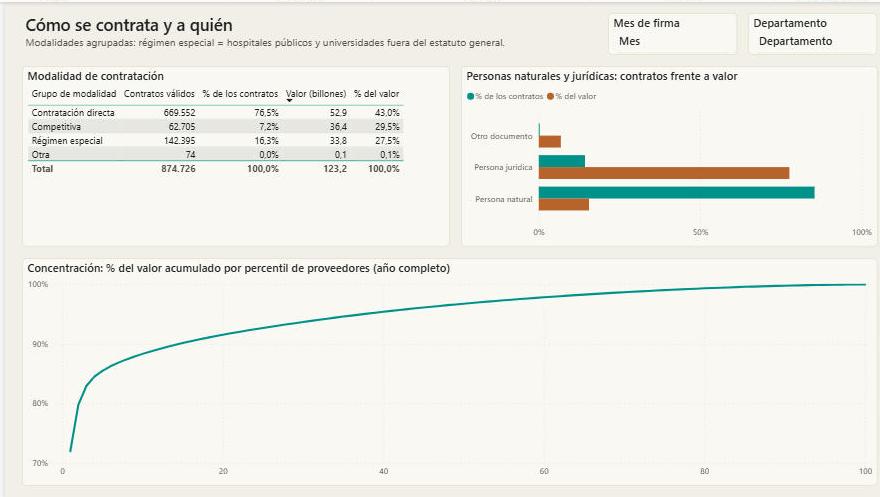 Cómo se contrata y a quién
Modalidades agrupadas: régimen especial = hospitales públicos y universidades fuera del estatuto general.
Mes de firma
Mes
Departamento
Departamento
Modalidad de contratación
Grupo de modalidad Contratos válidos % de los contratos Valor (billones) % del valor
Contratación directa 669.552 76,5% 52,9 43,0%
Competitiva 62.705 7,2% 36,4 29,5%
Régimen especial 142.395 16,3% 33,8 27,5%
Otra 74 0,0% 0,1 0,1%
Total 874.726 100,0% 123,2 100,0%
Personas naturales y jurídicas: contratos frente a valor
% de los contratos % del valor
Otro documento
Persona jurídica
Persona natural
0% 50% 100%
Concentración: % del valor acumulado por percentil de proveedores (año completo)
100%
90%
80%
70%
0 20 40 60 80 100